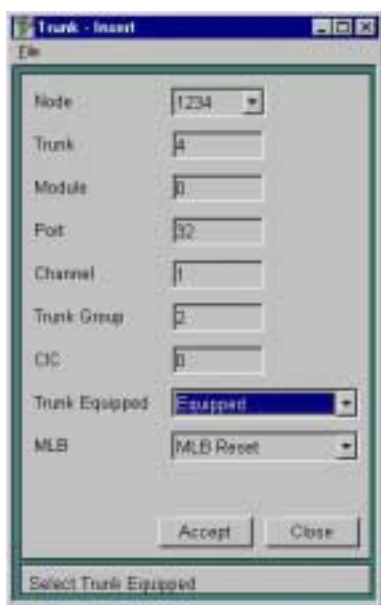 Trunk - Insert
File
Node 1234
Trunk 4
Module 0
Port 32
Channel 1
Trunk Group 2
CIC 0
Trunk Equipped Equipped
MLB MLB Reset
Accept Close
Select Trunk Equipped